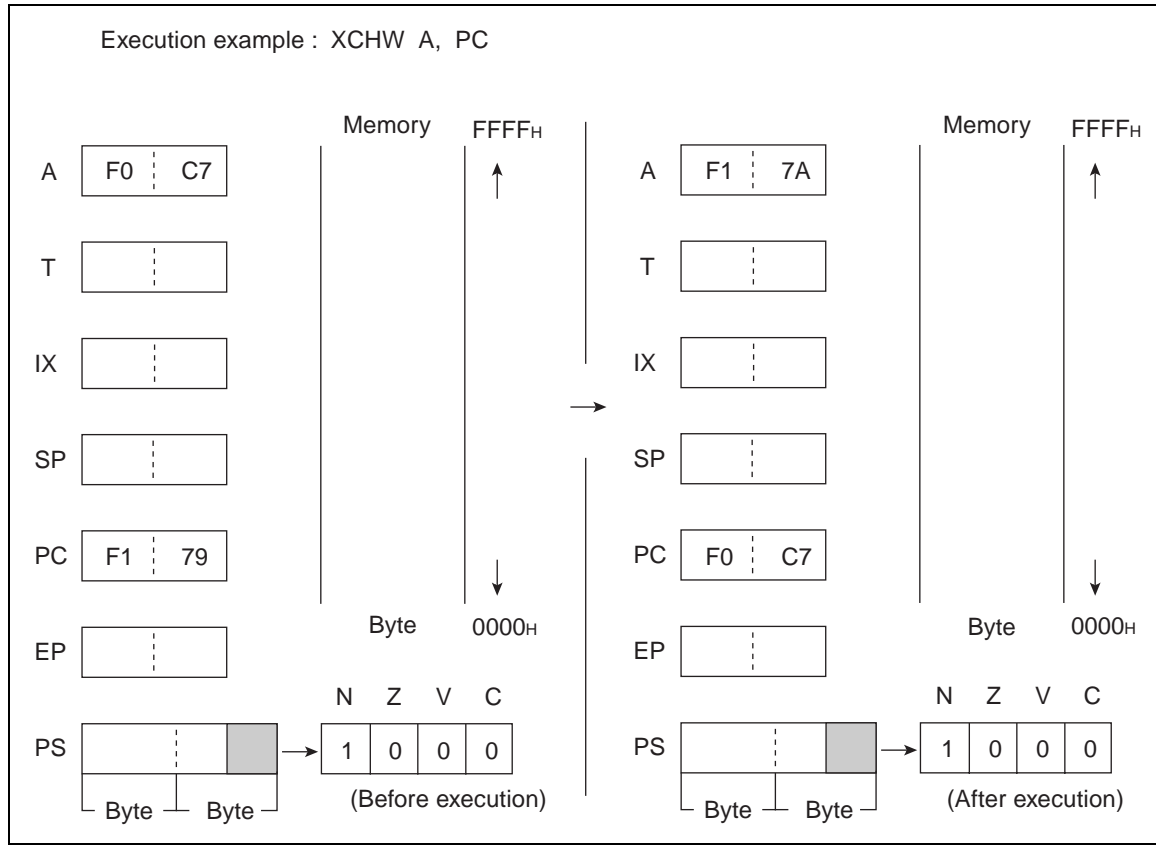 Execution example : XCHW A, PC
Memory FFFFH
A F0 C7
T
IX
SP
PC F1 79
EP
Byte 0000H
N Z V C
PS 1 0 0 0
Byte Byte
(Before execution)
Memory FFFFH
A F1 7A
T
IX
SP
PC F0 C7
EP
Byte 0000H
N Z V C
PS 1 0 0 0
Byte Byte
(After execution)